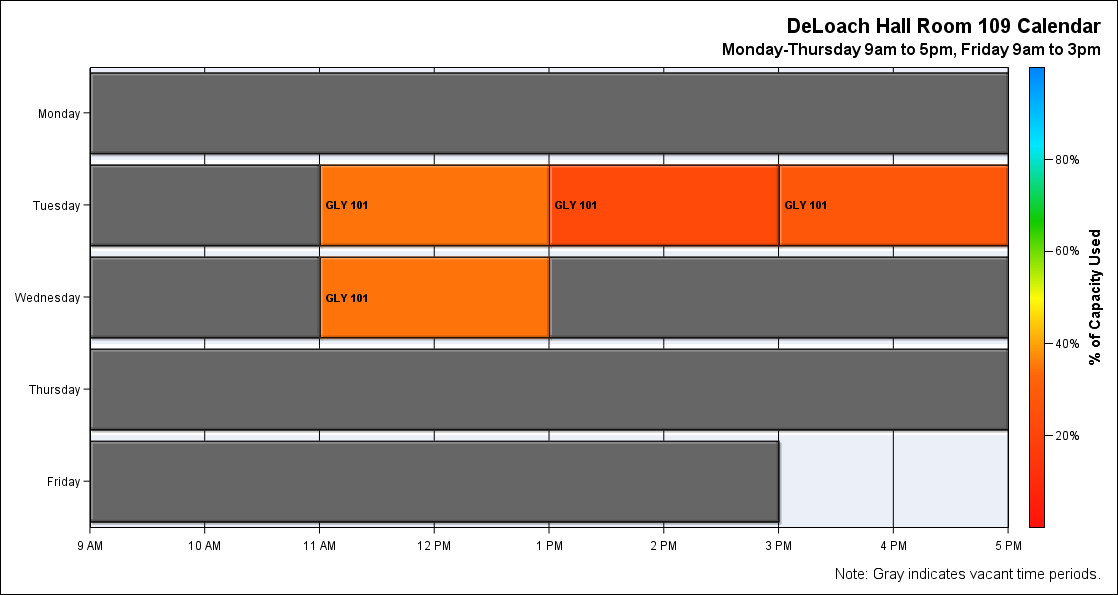 DeLoach Hall Room 109 Calendar
Monday-Thursday 9am to 5pm, Friday 9am to 3pm
Monday
Tuesday
GLY 101
GLY 101
GLY 101
Wednesday
GLY 101
Thursday
Friday
9 AM
10 AM
11 AM
12 PM
1 PM
2 PM
3 PM
4 PM
5 PM
80%
60%
40%
20%
% of Capacity Used
Note: Gray indicates vacant time periods.